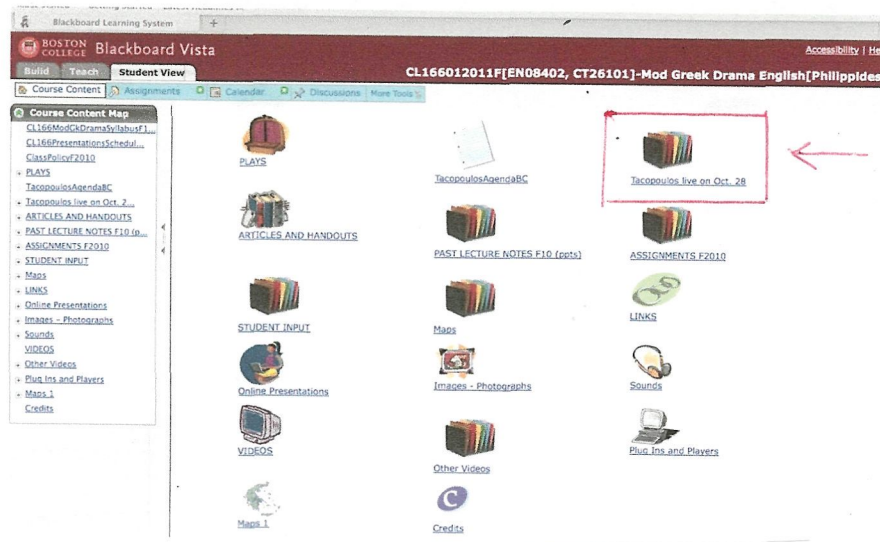 Blackboard Learning System
BOSTON COLLEGE Blackboard Vista
Accessibility | He
Build Teach Student View
CL166012011F[EN08402, CT26101]-Mod Greek Drama English[Philippides
Course Content Assignments Calendar Discussions More Tools
Course Content Map
CL166ModGkDramaSyllabusF1...
CL166PresentationsSchedul...
ClassPolicyF2010
PLAYS
TacopoulosAgendaBC
Tacopoulos live on Oct. 2...
ARTICLES AND HANDOUTS
PAST LECTURE NOTES F10 (p...
ASSIGNMENTS F2010
STUDENT INPUT
Maps
LINKS
Online Presentations
Images - Photographs
Sounds
VIDEOS
Other Videos
Plug Ins and Players
Maps 1
Credits
PLAYS
TacopoulosAgendaBC
Tacopoulos live on Oct. 28
ARTICLES AND HANDOUTS
PAST LECTURE NOTES F10 (ppts)
ASSIGNMENTS F2010
STUDENT INPUT
Maps
LINKS
Online Presentations
Images - Photographs
Sounds
VIDEOS
Other Videos
Plug Ins and Players
Maps 1
Credits